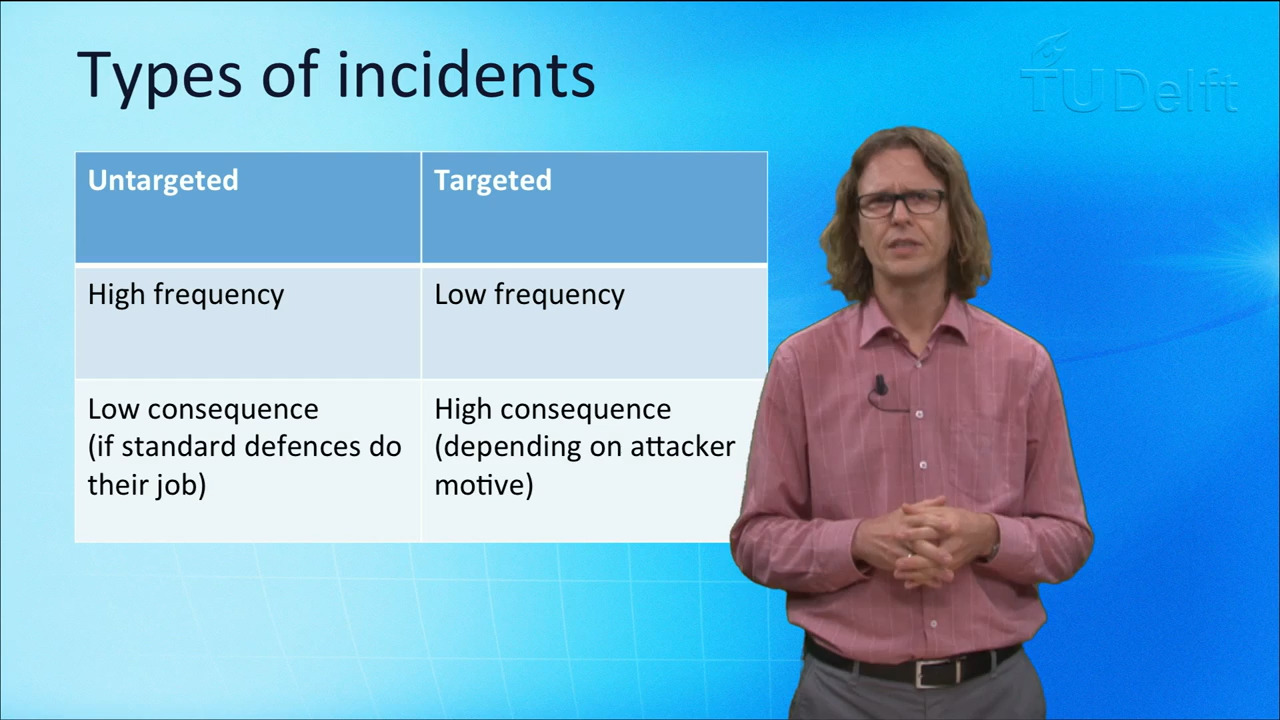 Types of incidents
TU Delft
Untargeted
Targeted
High frequency
Low frequency
Low consequence
(if standard defences do
their job)
High consequence
(depending on attacker
motive)